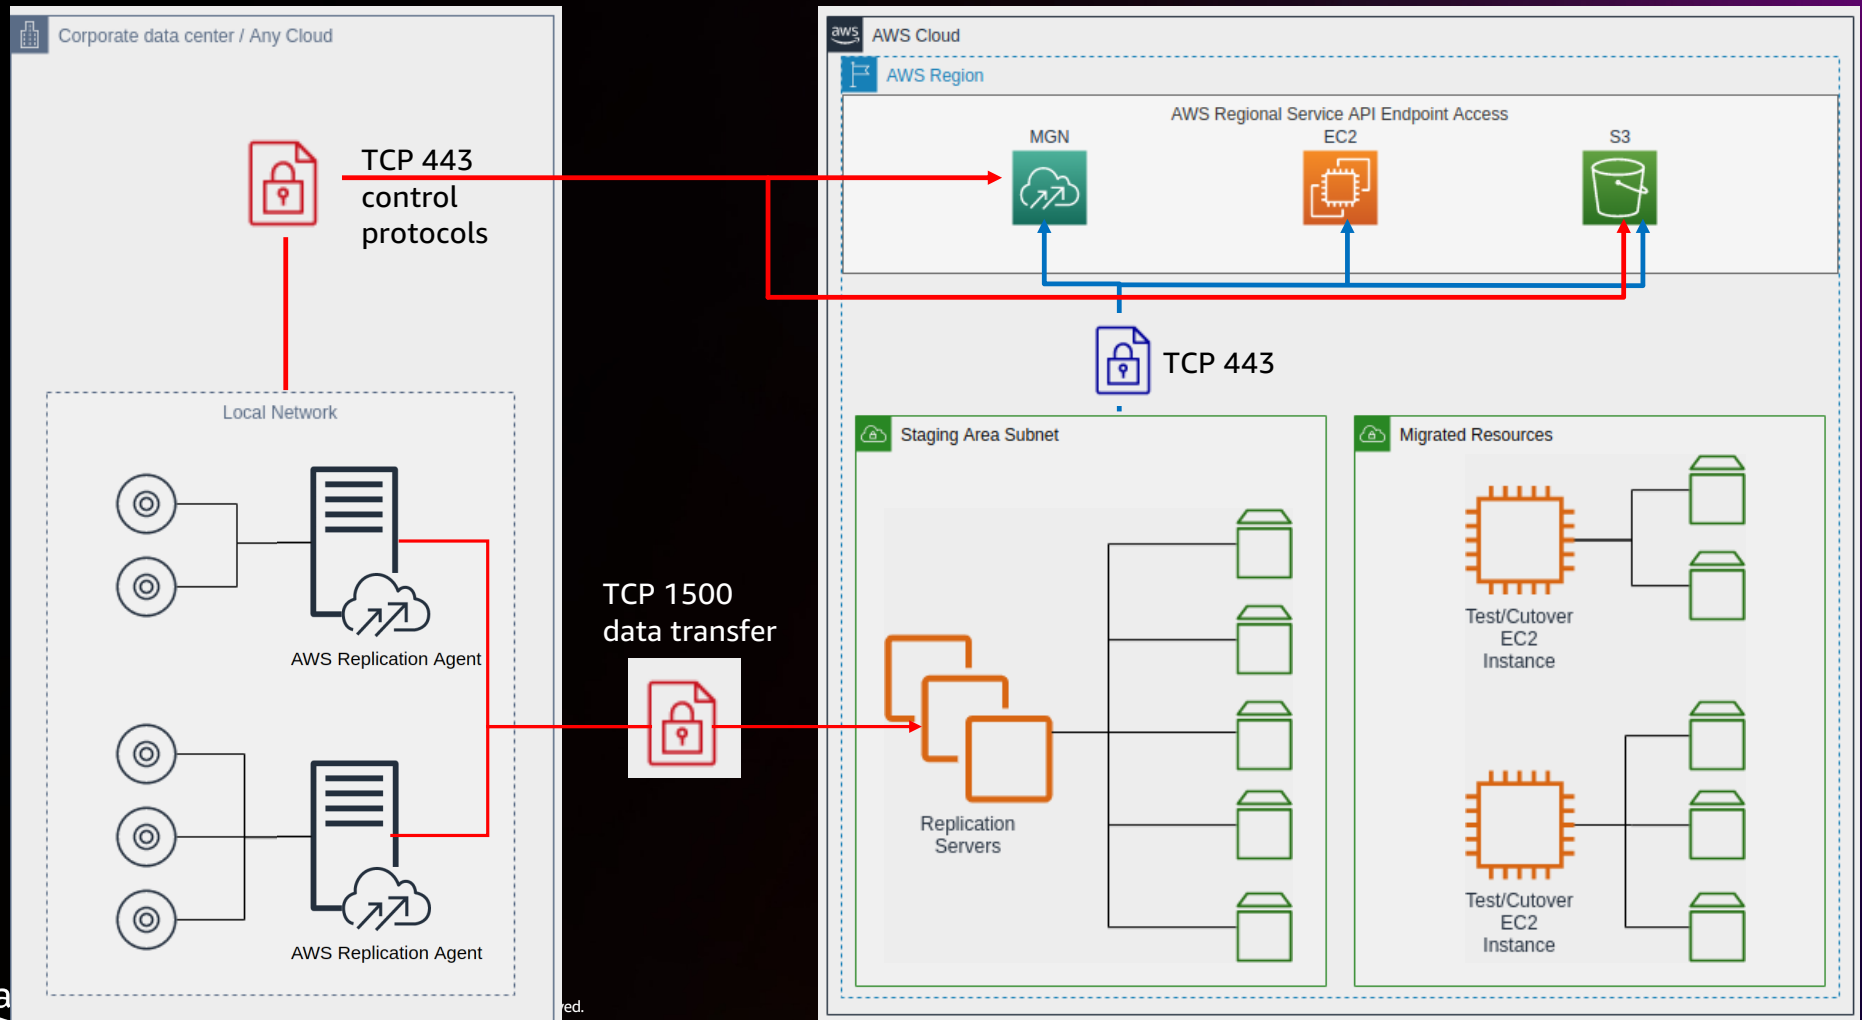 Corporate data center / Any Cloud
TCP 443
control
protocols
Local Network
AWS Replication Agent
AWS Replication Agent
TCP 1500
data transfer
aws
AWS Cloud
AWS Region
AWS Regional Service API Endpoint Access
MGN
EC2
S3
TCP 443
Staging Area Subnet
Replication
Servers
Migrated Resources
Test/Cutover
EC2
Instance
Test/Cutover
EC2
Instance